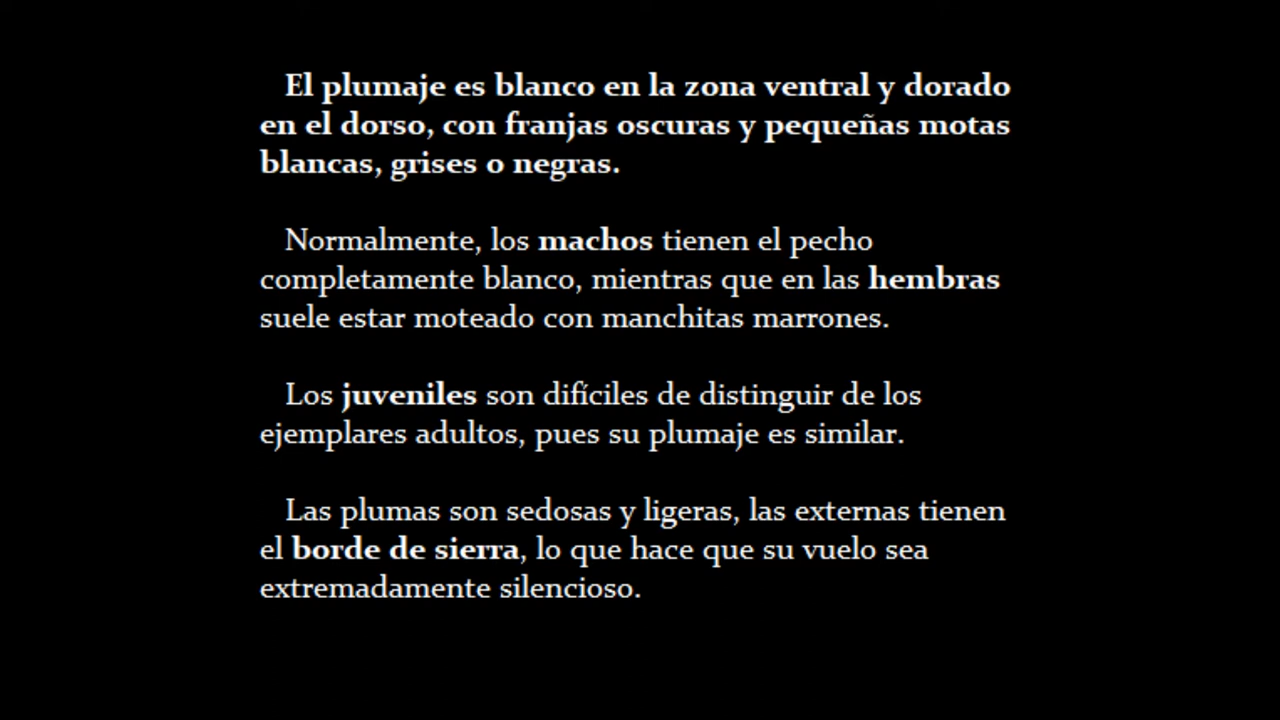 El plumaje es blanco en la zona ventral y dorado
en el dorso, con franjas oscuras y pequeñas motas
blancas, grises o negras.
Normalmente, los machos tienen el pecho
completamente blanco, mientras que en las hembras
suele estar moteado con manchitas marrones.
Los juveniles son difíciles de distinguir de los
ejemplares adultos, pues su plumaje es similar.
Las plumas son sedosas y ligeras, las externas tienen
el borde de sierra, lo que hace que su vuelo sea
extremadamente silencioso.